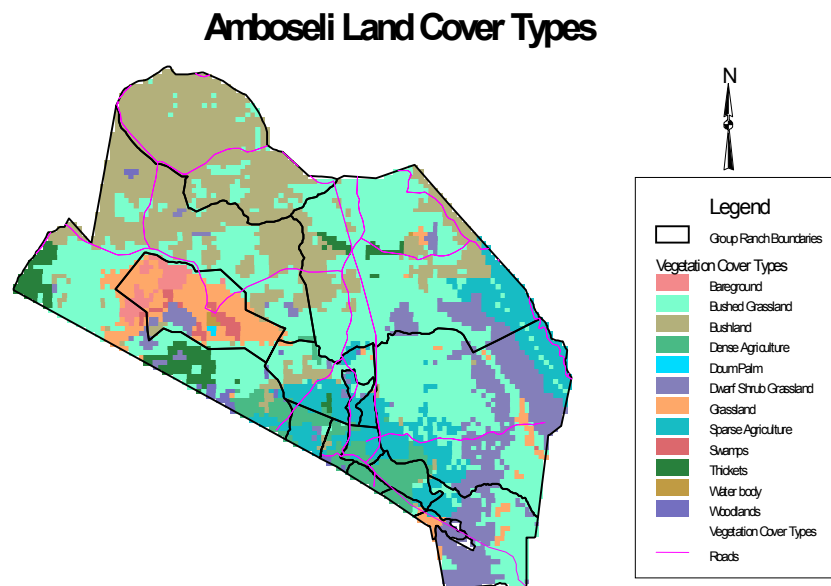 Amboseli Land Cover Types
N
Legend
Group Ranch Boundaries
Vegetation Cover Types
Bareground
Bushed Grassland
Bushland
Dense Agriculture
Doum Palm
Dwarf Shrub Grassland
Grassland
Sparse Agriculture
Swamps
Thickets
Water body
Woodlands
Vegetation Cover Types
Roads